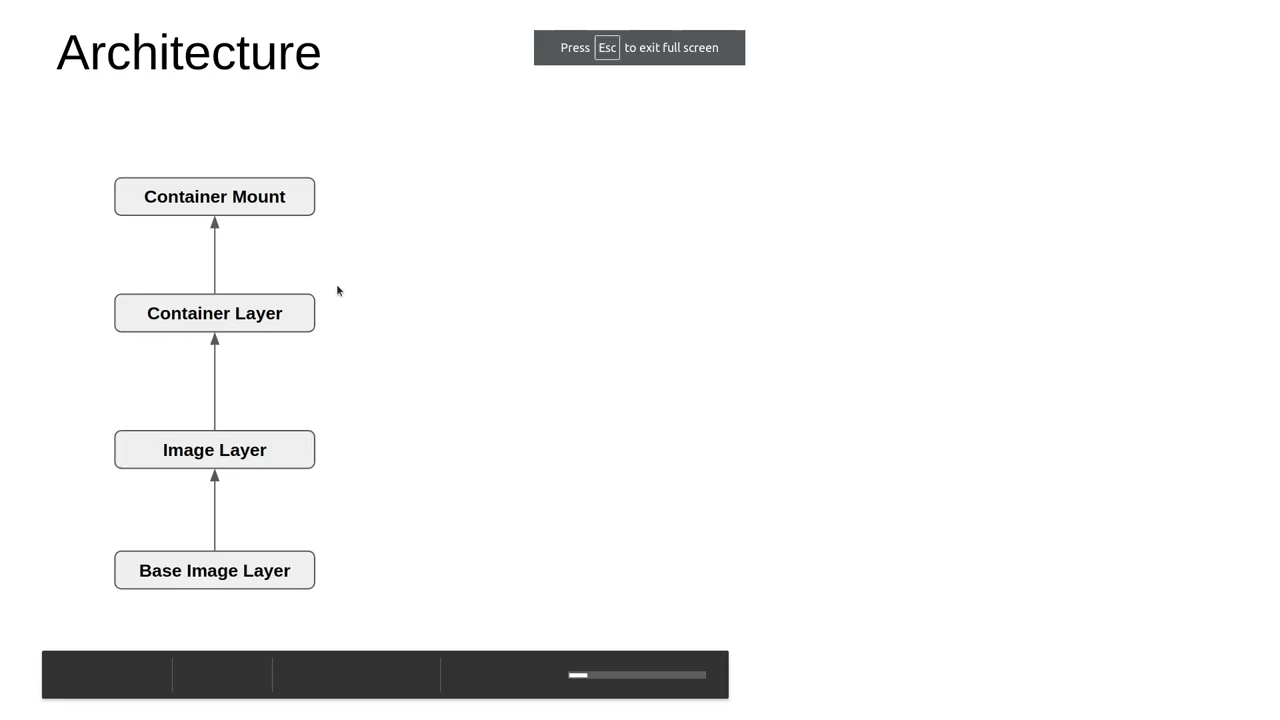 Architecture
Press Esc to exit full screen
Container Mount
Container Layer
Image Layer
Base Image Layer